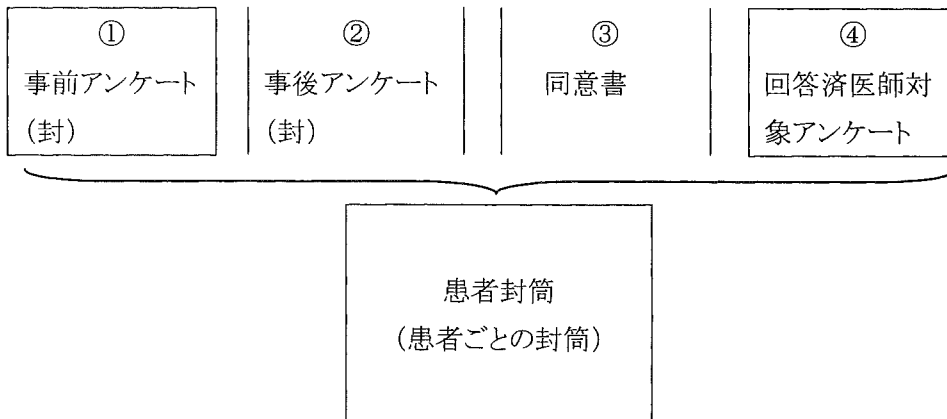 ①
事前アンケート
(封)
②
事後アンケート
(封)
③
同意書
④
回答済医師対
象アンケート
患者封筒
(患者ごとの封筒)